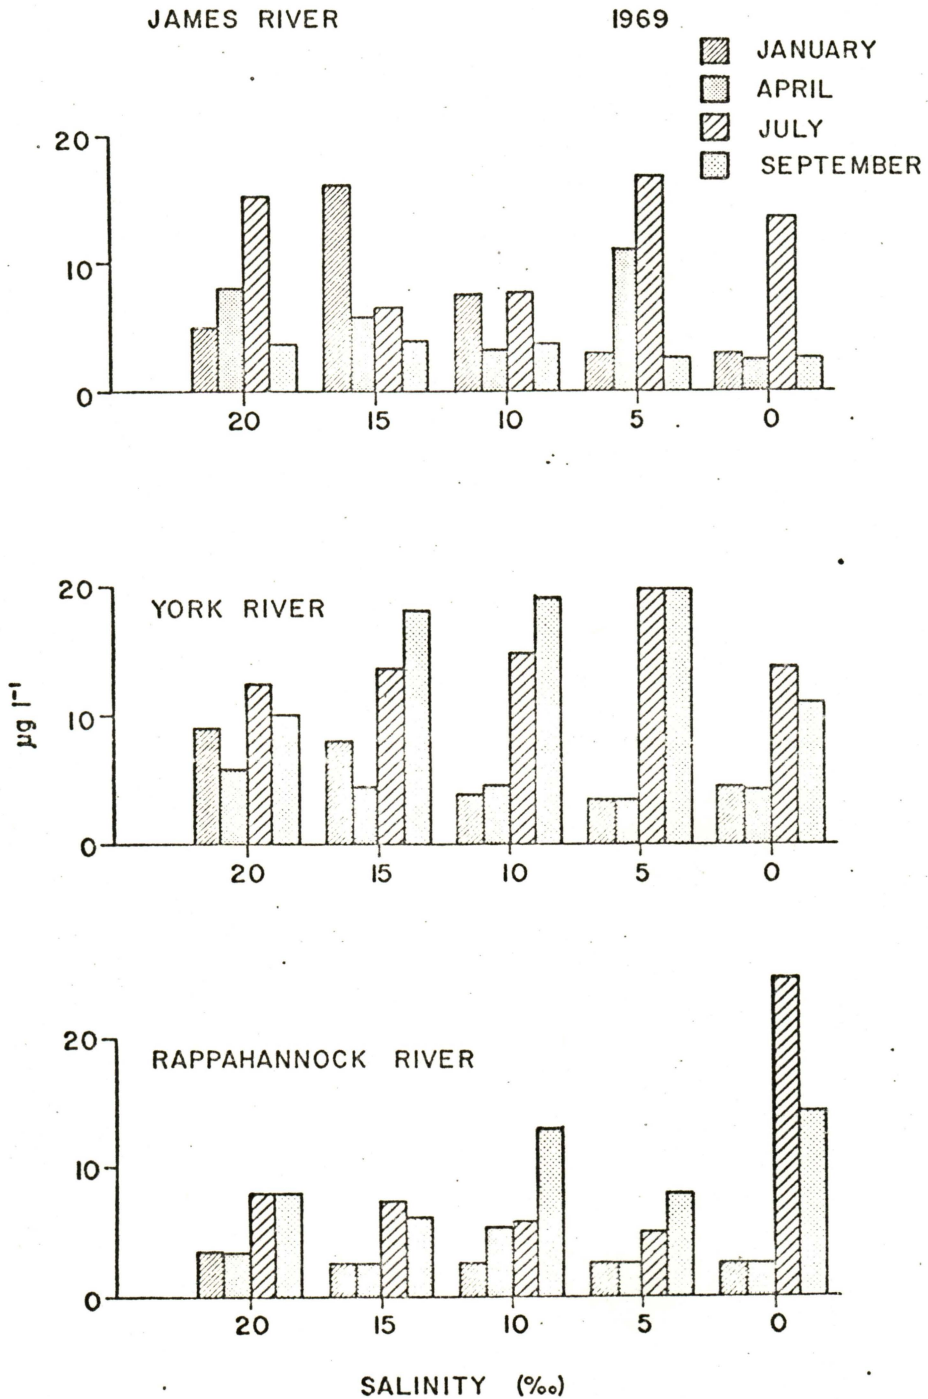 JAMES RIVER 1969
JANUARY
APRIL
JULY
SEPTEMBER
20
10
0
20 15 10 5 0
YORK RIVER
20
10
0
20 15 10 5 0
µg l⁻¹
RAPPAHANNOCK RIVER
20
10
0
20 15 10 5 0
SALINITY (‰)